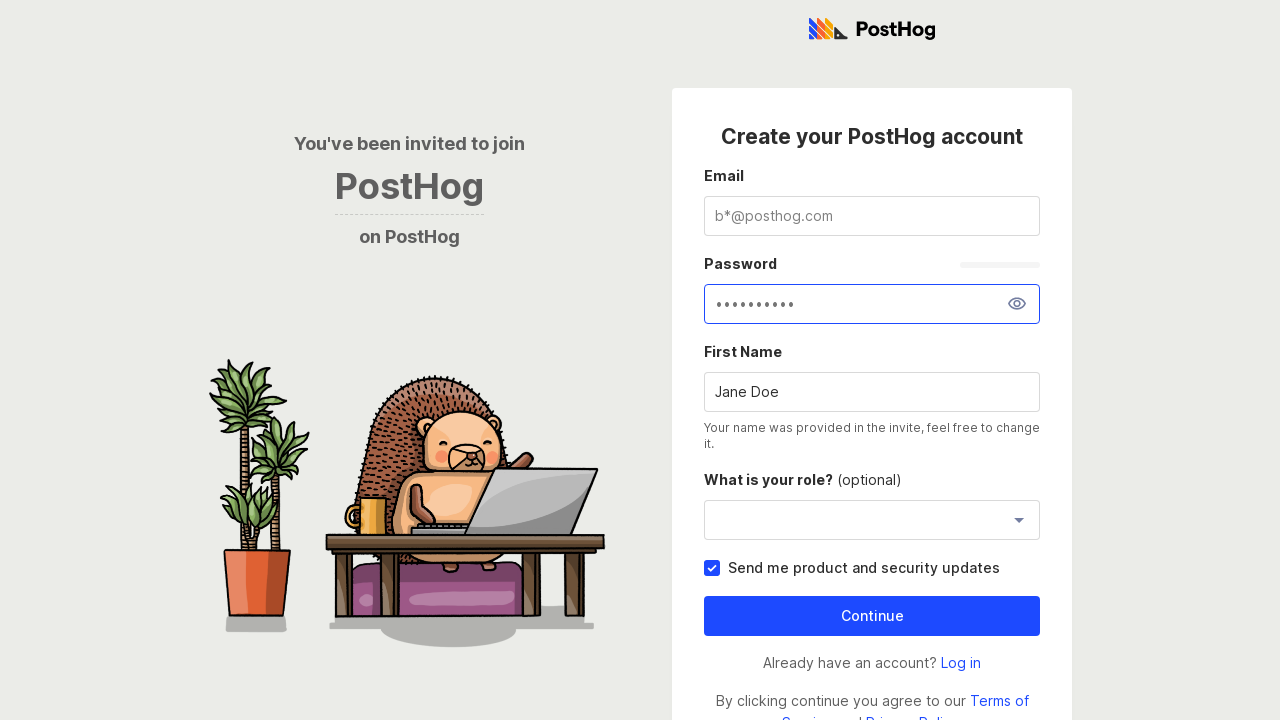 PostHog
You've been invited to join
PostHog
on PostHog
Create your PostHog account
Email
b*@posthog.com
Password
••••••••••
First Name
Jane Doe
Your name was provided in the invite, feel free to change
it.
What is your role? (optional)
Send me product and security updates
Continue
Already have an account? Log in
By clicking continue you agree to our Terms of